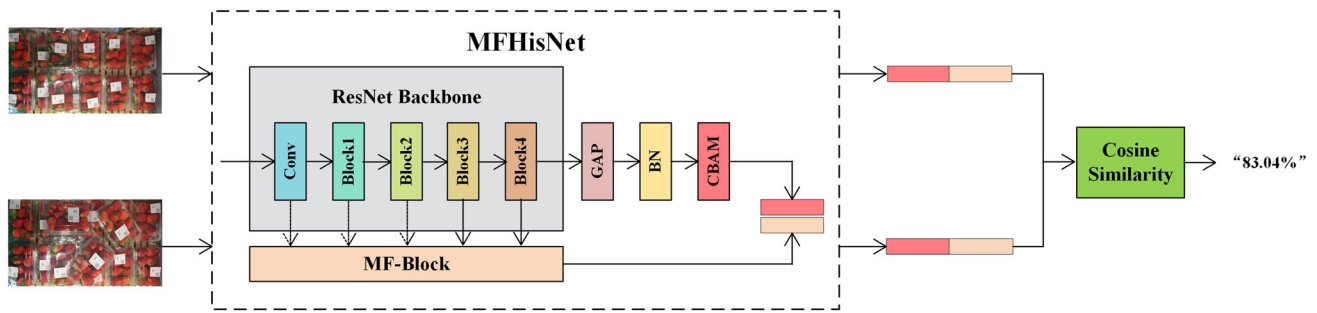 MFHisNet
ResNet Backbone
Conv
Block1
Block2
Block3
Block4
GAP
BN
CBAM
MF-Block
Cosine
Similarity
“83.04%”